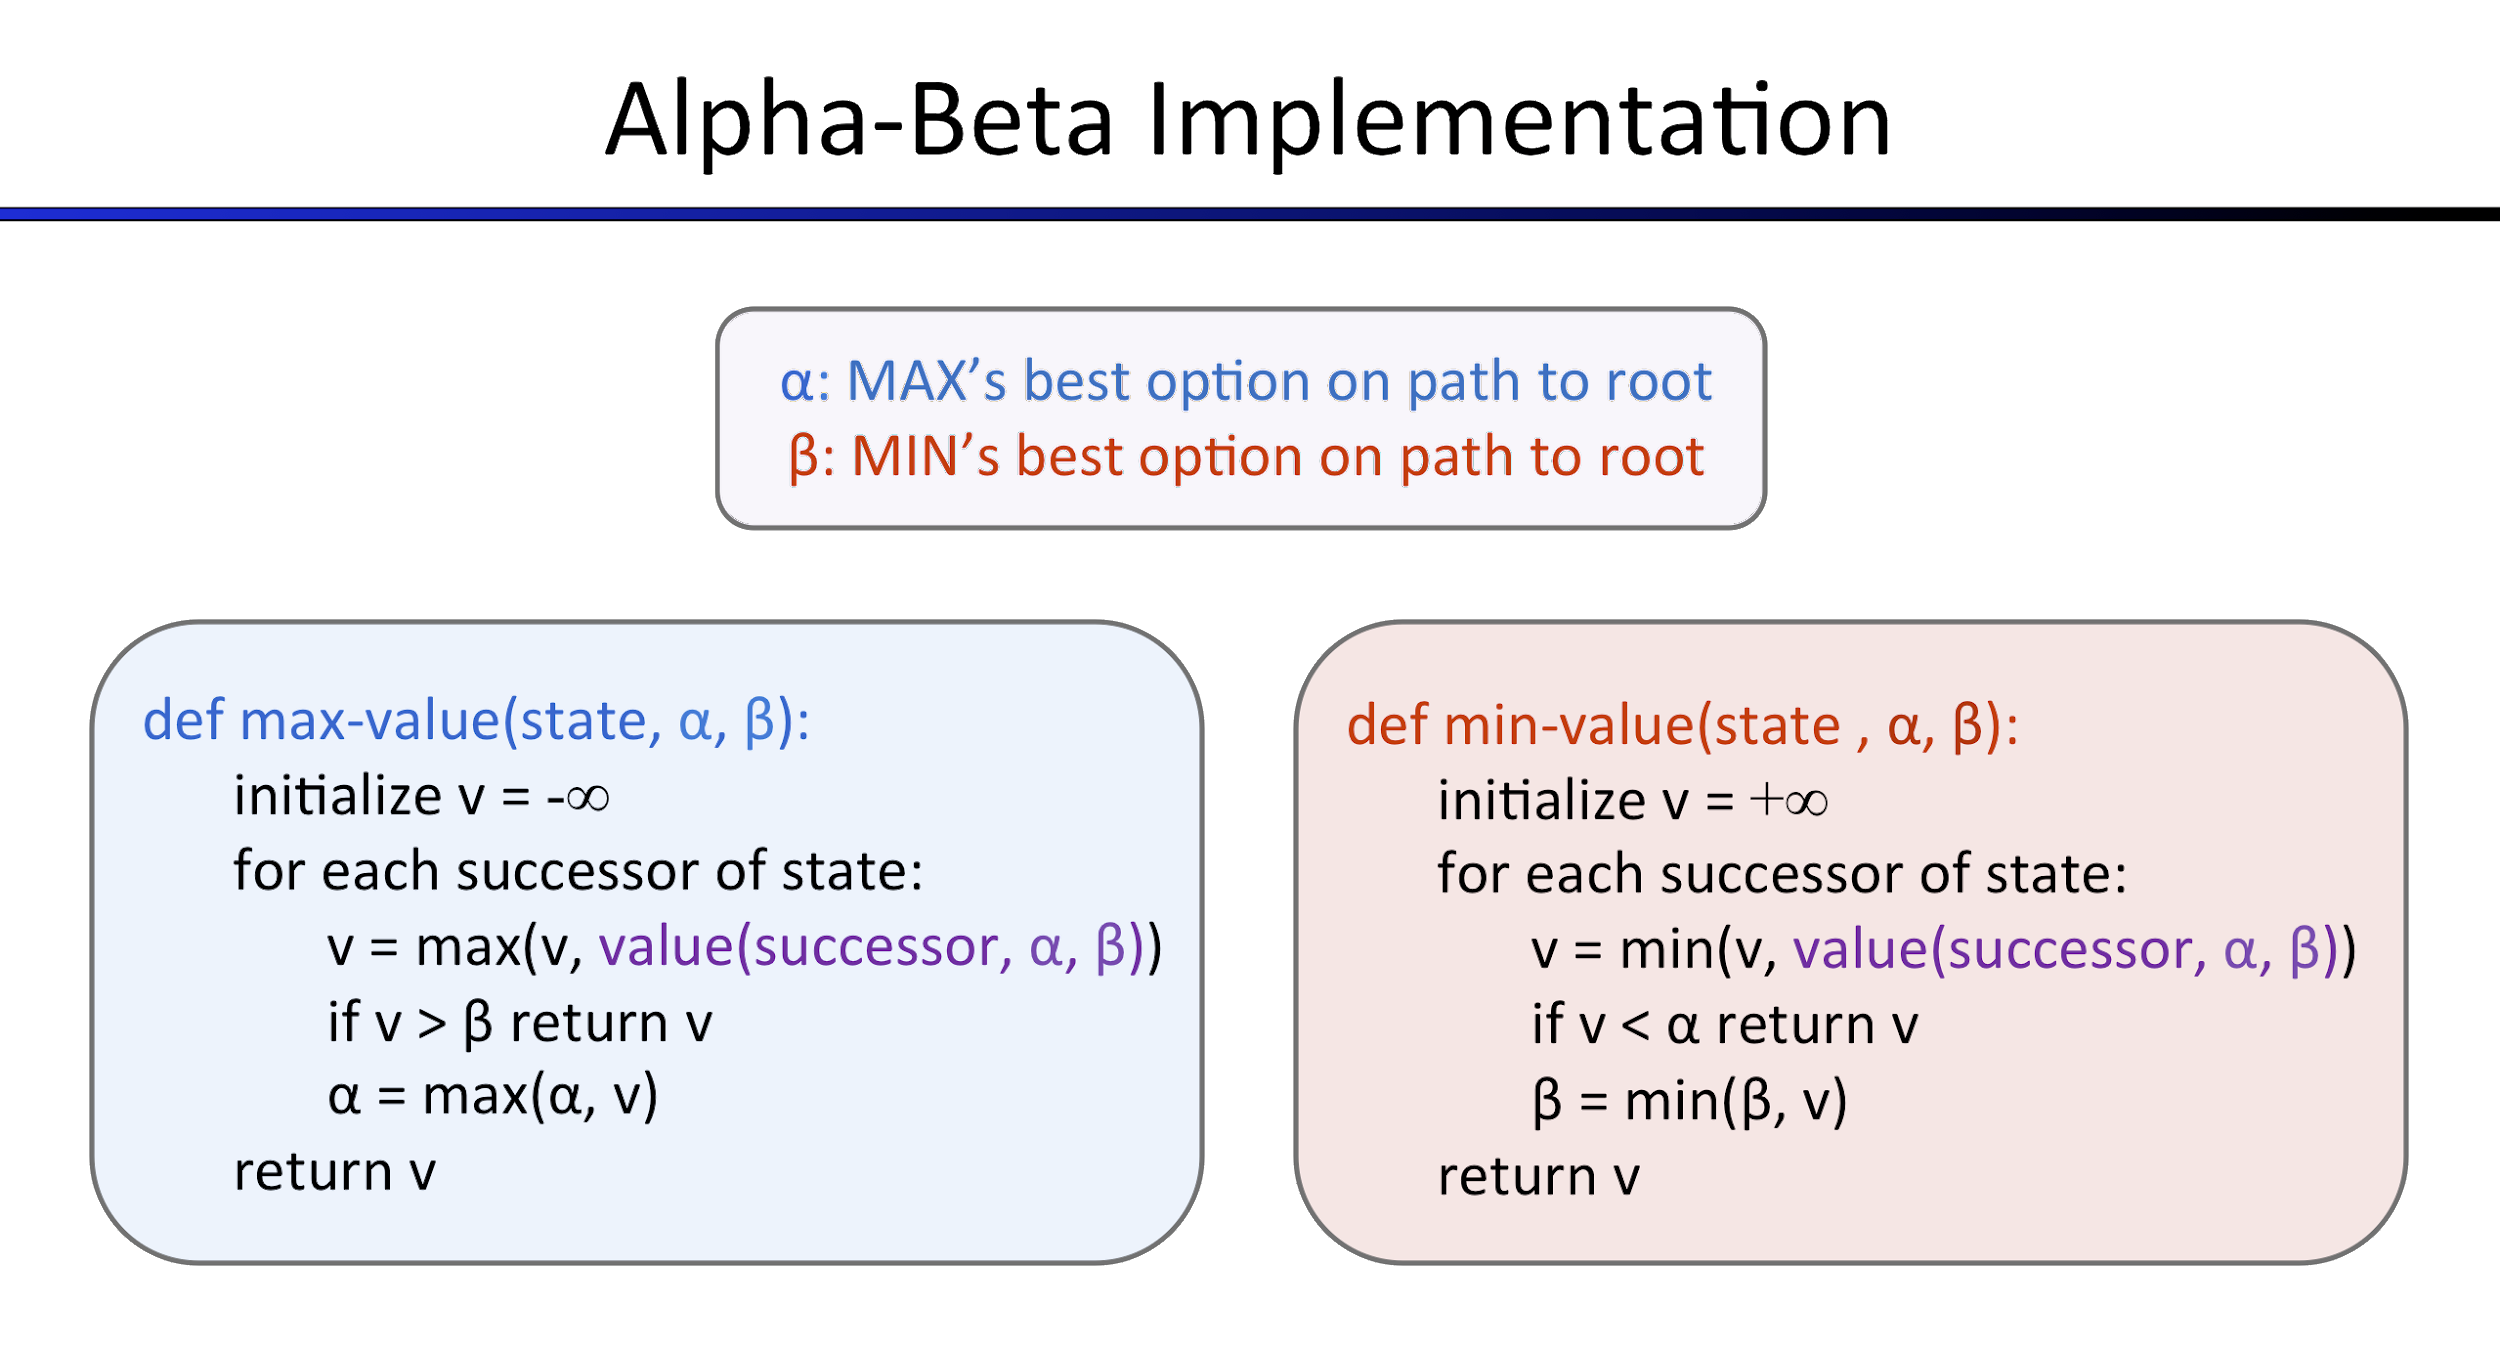 Alpha-Beta Implementation
α: MAX’s best option on path to root
β: MIN’s best option on path to root
def max-value(state, α, β):
initialize v = -∞
for each successor of state:
v = max(v, value(successor, α, β))
if v > β return v
α = max(α, v)
return v
def min-value(state , α, β):
initialize v = +∞
for each successor of state:
v = min(v, value(successor, α, β))
if v < α return v
β = min(β, v)
return v